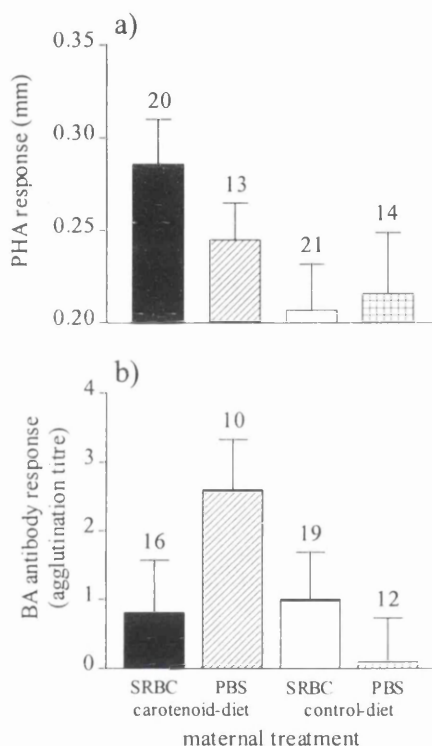 a)
PHA response (mm)
0.35
0.30
0.25
0.20
20
13
21
14
b)
BA antibody response
(agglutination titre)
4
3
2
1
0
16
10
19
12
SRBC PBS SRBC PBS
carotenoid-diet control-diet
maternal treatment